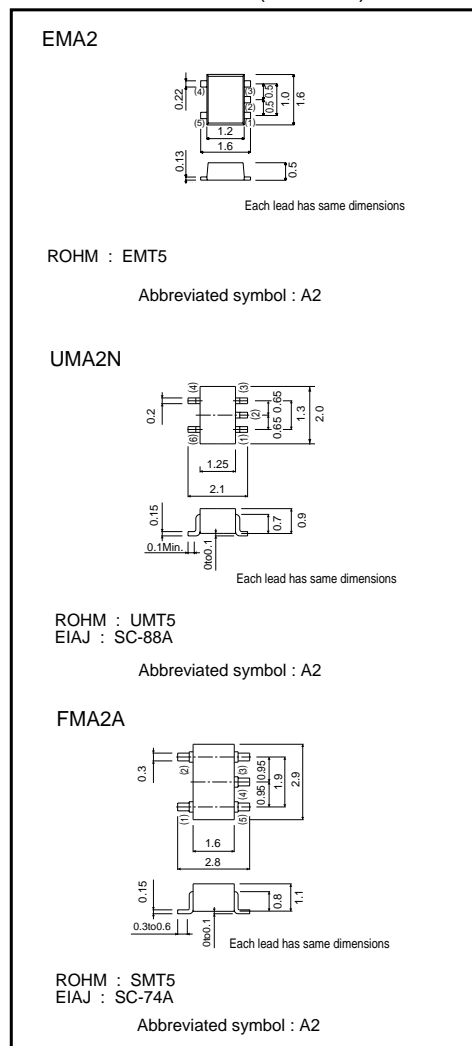 EMA2
0.22
(4)
(3)
(2)
(5)
(1)
0.5 0.5
1.0
1.6
1.2
1.6
0.13
0.5
Each lead has same dimensions
ROHM : EMT5
Abbreviated symbol : A2
UMA2N
0.2
(4)
(3)
(2)
(6)
(1)
0.65 0.65
1.3
2.0
1.25
2.1
0.15
0.1Min.
0to0.1
0.7
0.9
Each lead has same dimensions
ROHM : UMT5
EIAJ : SC-88A
Abbreviated symbol : A2
FMA2A
0.3
(2)
(3)
(4)
(1)
(5)
0.95 0.95
1.9
2.9
1.6
2.8
0.15
0.3to0.6
0to0.1
0.8
1.1
Each lead has same dimensions
ROHM : SMT5
EIAJ : SC-74A
Abbreviated symbol : A2